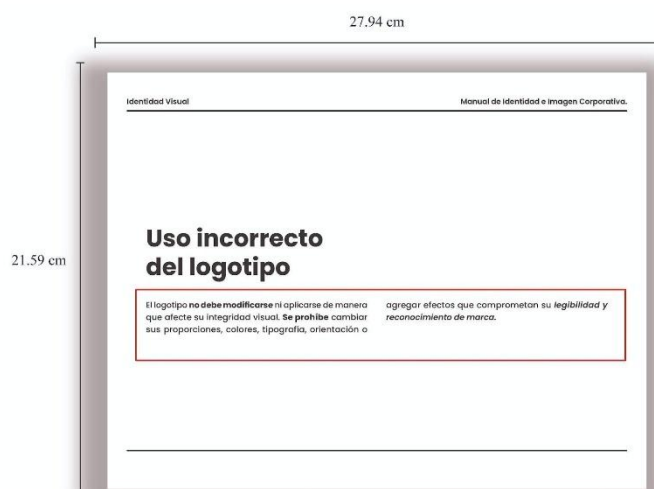 27.94 cm
Identidad Visual
Manual de Identidad e Imagen Corporativa.
21.59 cm
Uso incorrecto
del logotipo
El logotipo no debe modificarse ni aplicarse de manera
que afecte su integridad visual. Se prohíbe cambiar
sus proporciones, colores, tipografía, orientación o
agregar efectos que comprometan su legibilidad y
reconocimiento de marca.